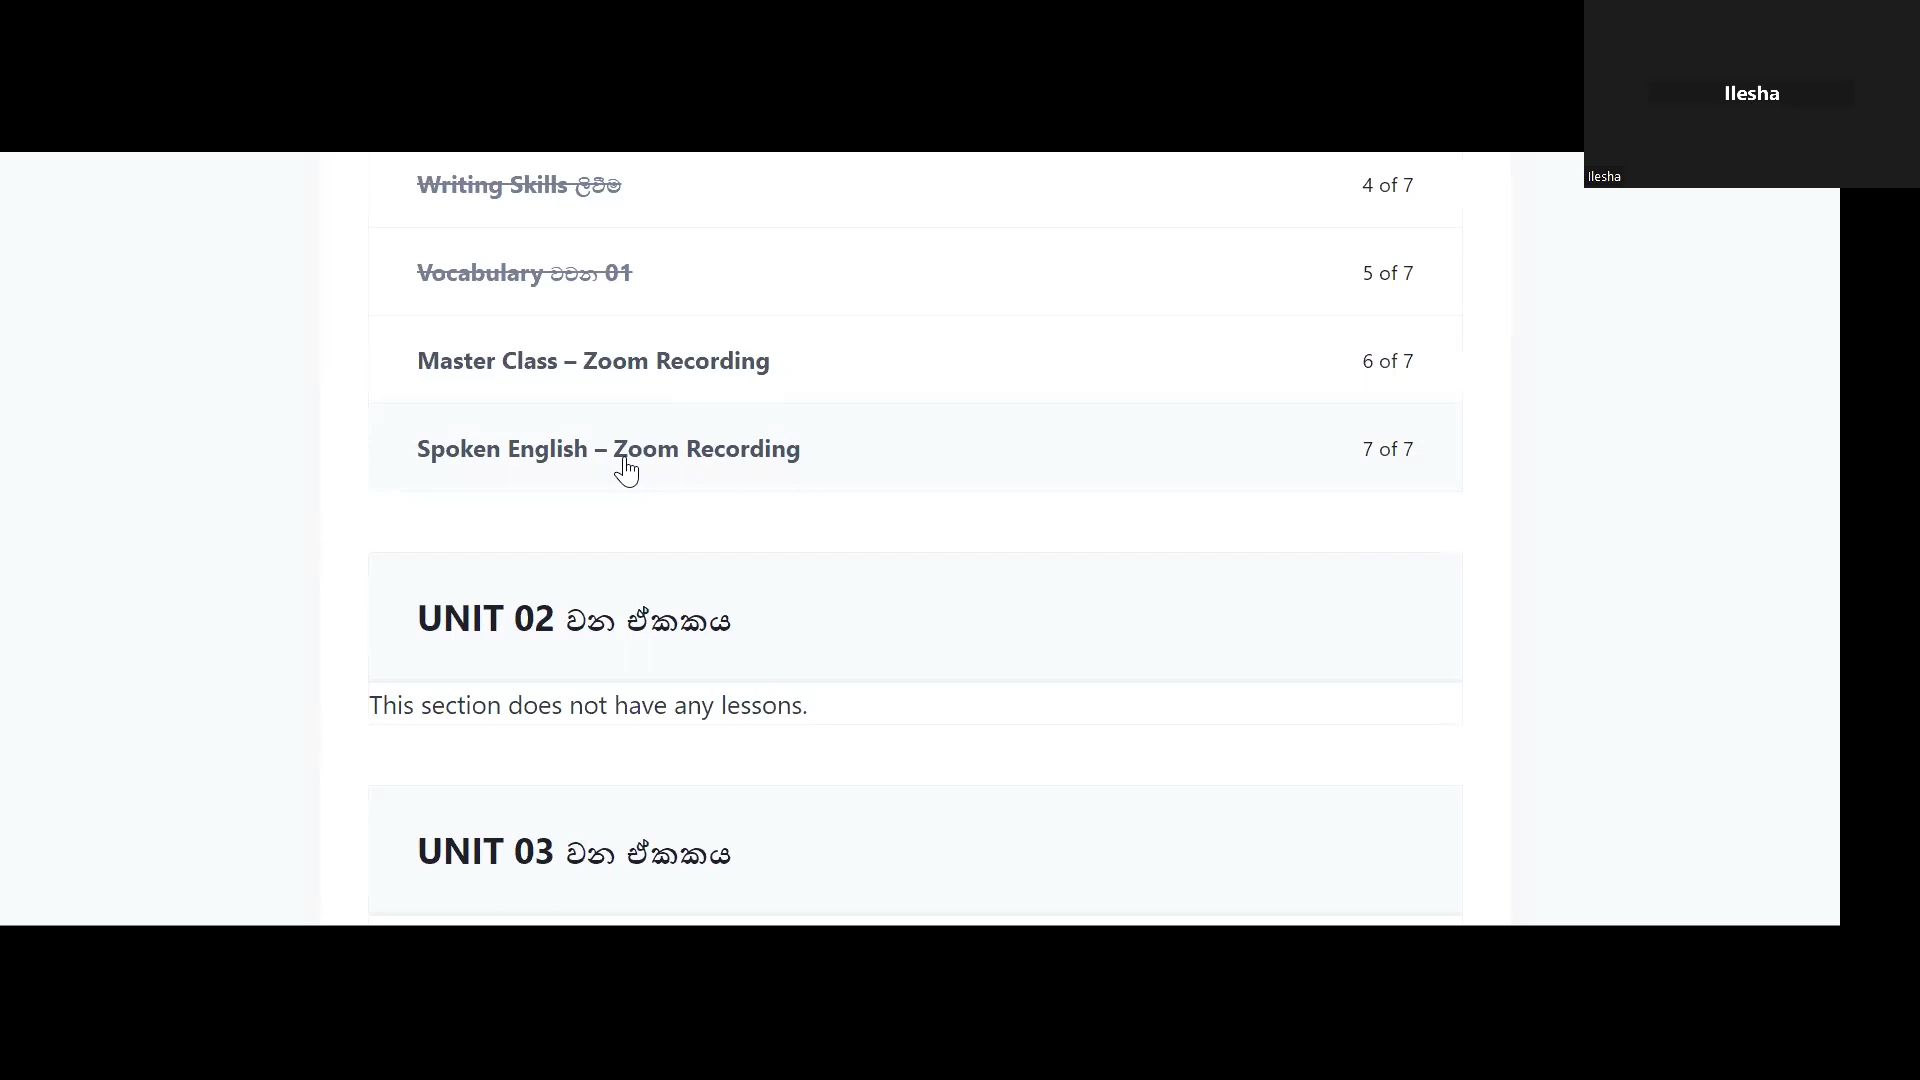 Ilesha
Ilesha
Writing Skills ලිවීම
4 of 7
Vocabulary වචන 01
5 of 7
Master Class – Zoom Recording
6 of 7
Spoken English – Zoom Recording
7 of 7
UNIT 02 වන ඒකකය
This section does not have any lessons.
UNIT 03 වන ඒකකය